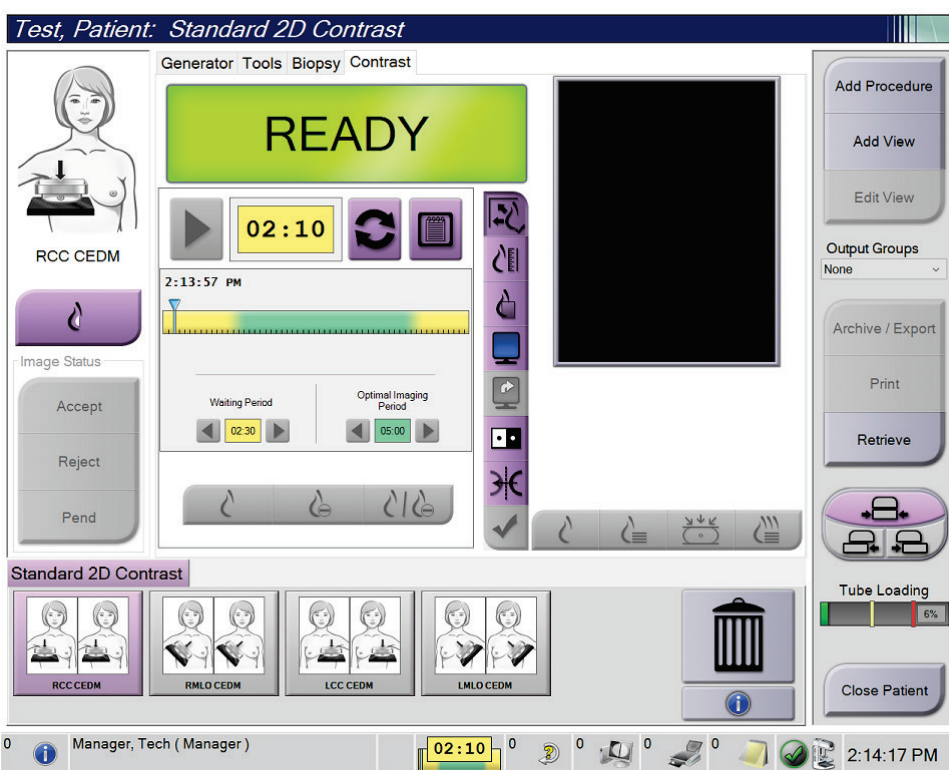 Test, Patient: Standard 2D Contrast
Generator Tools Biopsy Contrast
READY
02:10
2:13:57 PM
Waiting Period
02:30
Optimal Imaging
Period
05:00
RCC CEDM
Image Status
Accept
Reject
Pend
Add Procedure
Add View
Edit View
Output Groups
None
Archive / Export
Print
Retrieve
Tube Loading
6%
Close Patient
Standard 2D Contrast
RCC CEDM
RMLO CEDM
LCC CEDM
LMLO CEDM
0
Manager, Tech ( Manager )
02:10
0
0
0
0
2:14:17 PM